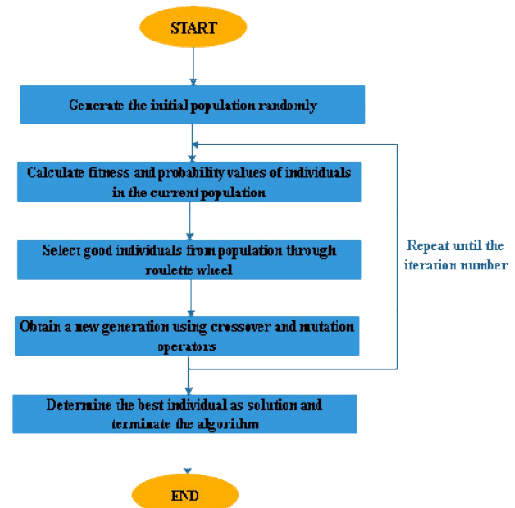 START
Generate the initial population randomly
Calculate fitness and probability values of individuals
in the current population
Select good individuals from population through
roulette wheel
Repeat until the
iteration number
Obtain a new generation using crossover and mutation
operators
Determine the best individual as solution and
terminate the algorithm
END